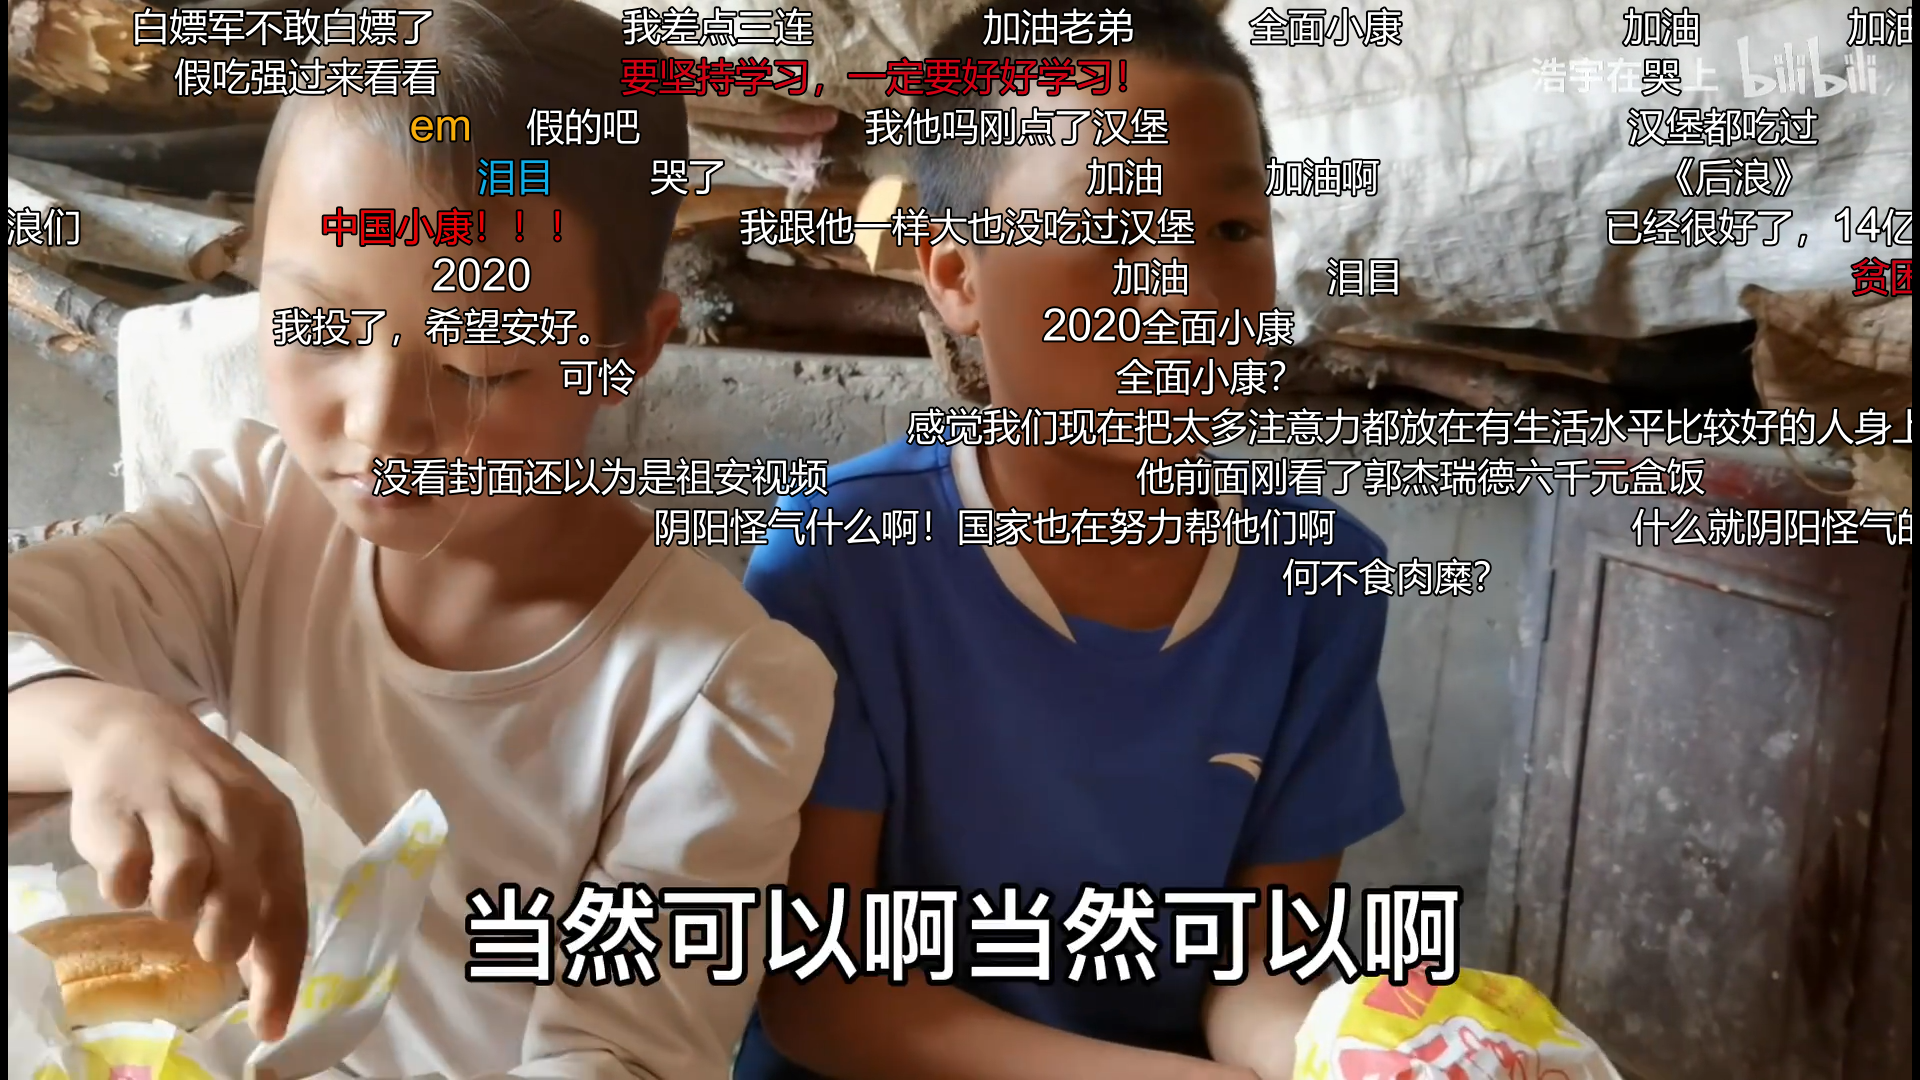 白嫖军不敢白嫖了 我差点三连 加油老弟 全面小康 加油 加油
假吃强过来看看 要坚持学习，一定要好好学习！ 哭
浩宇在 上 bilibili
em 假的吧 我他吗刚点了汉堡 汉堡都吃过
泪目 哭了 加油 加油啊 《后浪》
浪们 中国小康！！！ 我跟他一样大也没吃过汉堡 已经很好了，14亿
2020 加油 泪目 贫困
我投了，希望安好。 2020全面小康
可怜 全面小康？
感觉我们现在把太多注意力都放在有生活水平比较好的人身上
没看封面还以为是祖安视频 他前面刚看了郭杰瑞德六千元盒饭
阴阳怪气什么啊！国家也在努力帮他们啊 什么就阴阳怪气的
何不食肉糜？
当然可以啊当然可以啊